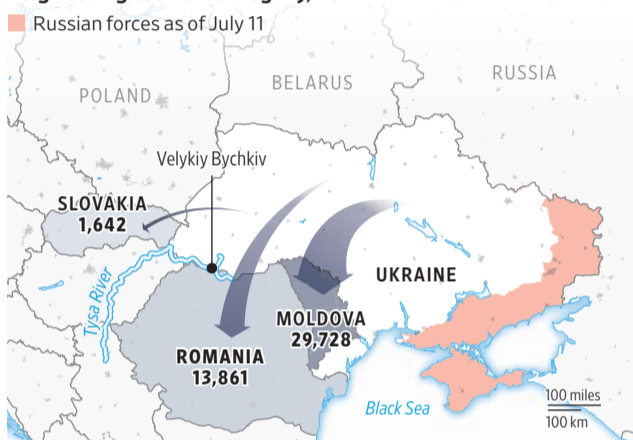 Russian forces as of July 11
RUSSIA
BELARUS
POLAND
Velykiy Bychkiv
SLOVAKIA
1,642
UKRAINE
Tysa River
MOLDOVA
29,728
ROMANIA
13,861
Black Sea
100 miles
100 km